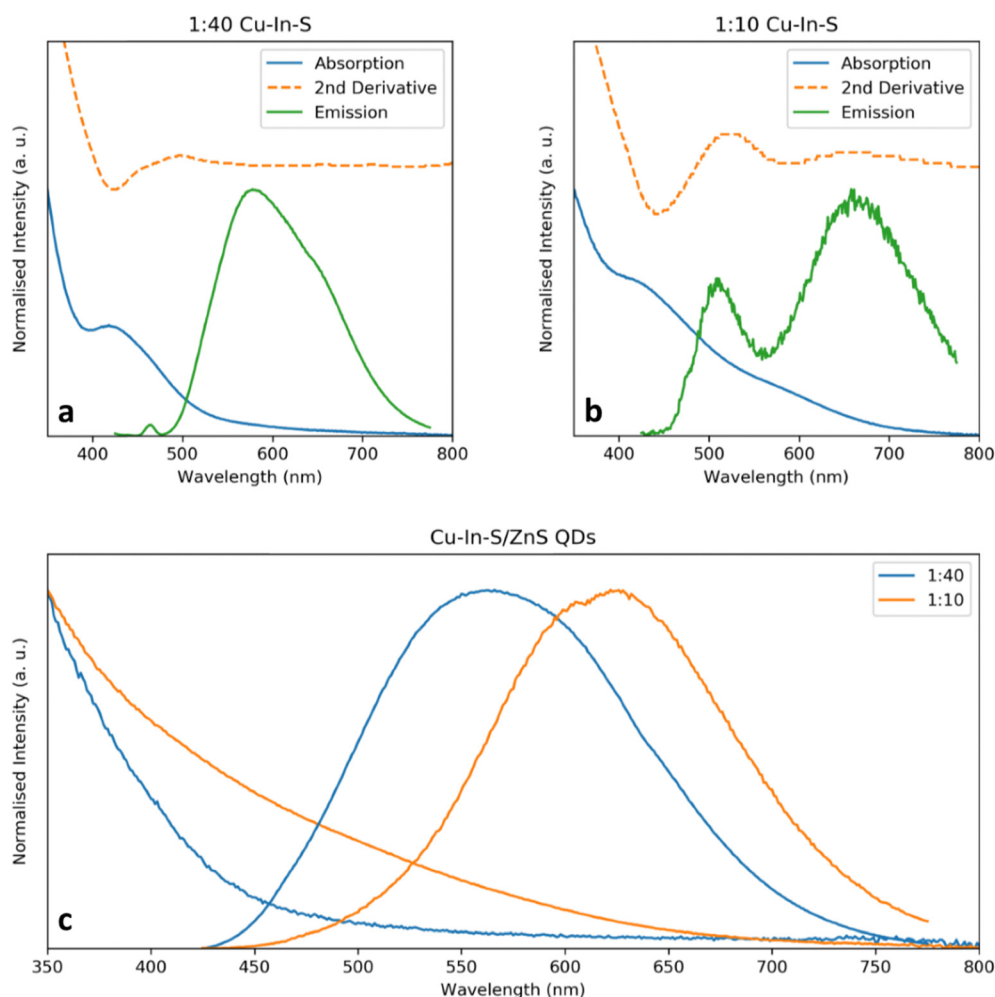 1:40 Cu-In-S
Normalised Intensity (a. u.)
Absorption
2nd Derivative
Emission
a
400 500 600 700 800
Wavelength (nm)
1:10 Cu-In-S
Normalised Intensity (a. u.)
Absorption
2nd Derivative
Emission
b
400 500 600 700 800
Wavelength (nm)
Cu-In-S/ZnS QDs
Normalised Intensity (a. u.)
1:40
1:10
c
350 400 450 500 550 600 650 700 750 800
Wavelength (nm)